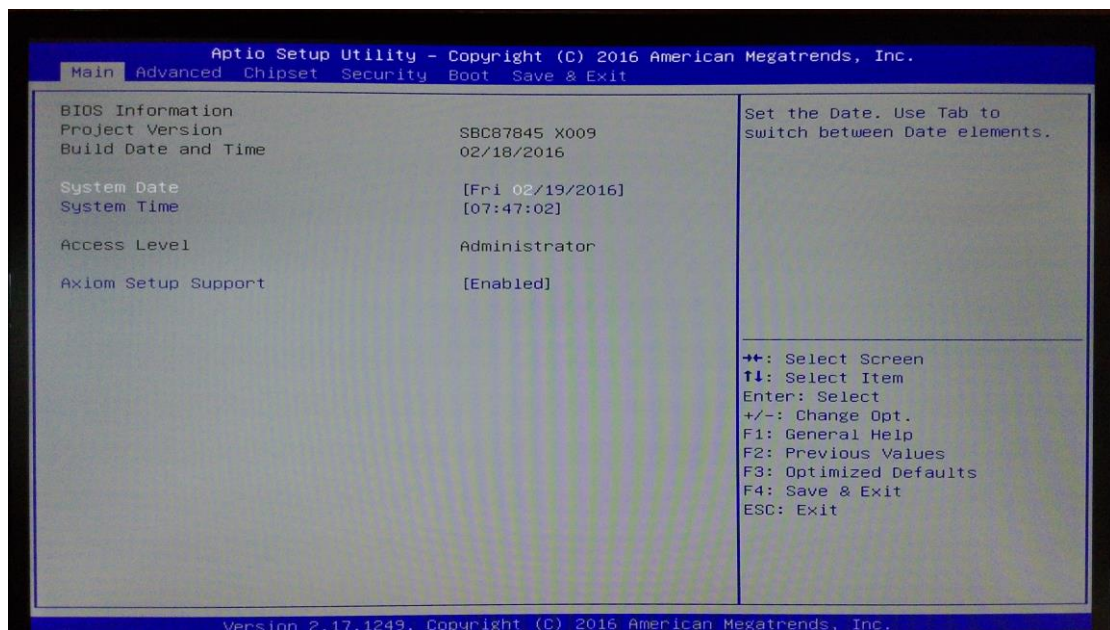 Aptio Setup Utility – Copyright (C) 2016 American Megatrends, Inc.
Main Advanced Chipset Security Boot Save & Exit
BIOS Information
Project Version SBC87845 X009
Build Date and Time 02/18/2016
System Date [Fri 02/19/2016]
System Time [07:47:02]
Access Level Administrator
Axiom Setup Support [Enabled]
Set the Date. Use Tab to
switch between Date elements.
→←: Select Screen
↑↓: Select Item
Enter: Select
+/-: Change Opt.
F1: General Help
F2: Previous Values
F3: Optimized Defaults
F4: Save & Exit
ESC: Exit
Version 2.17.1249. Copyright (C) 2016 American Megatrends, Inc.